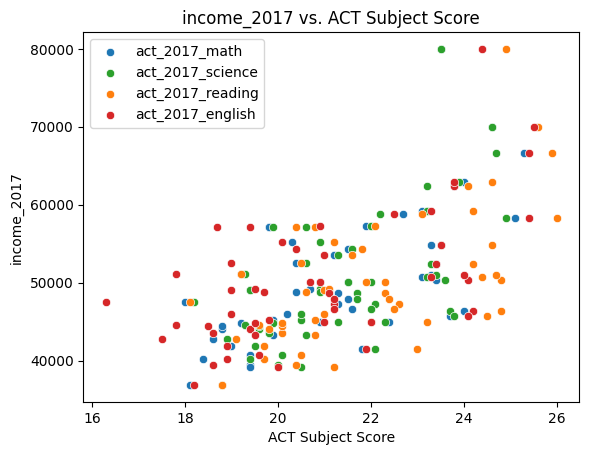 income_2017 vs. ACT Subject Score
act_2017_math
act_2017_science
act_2017_reading
act_2017_english
80000
70000
60000
50000
40000
income_2017
16
18
20
22
24
26
ACT Subject Score